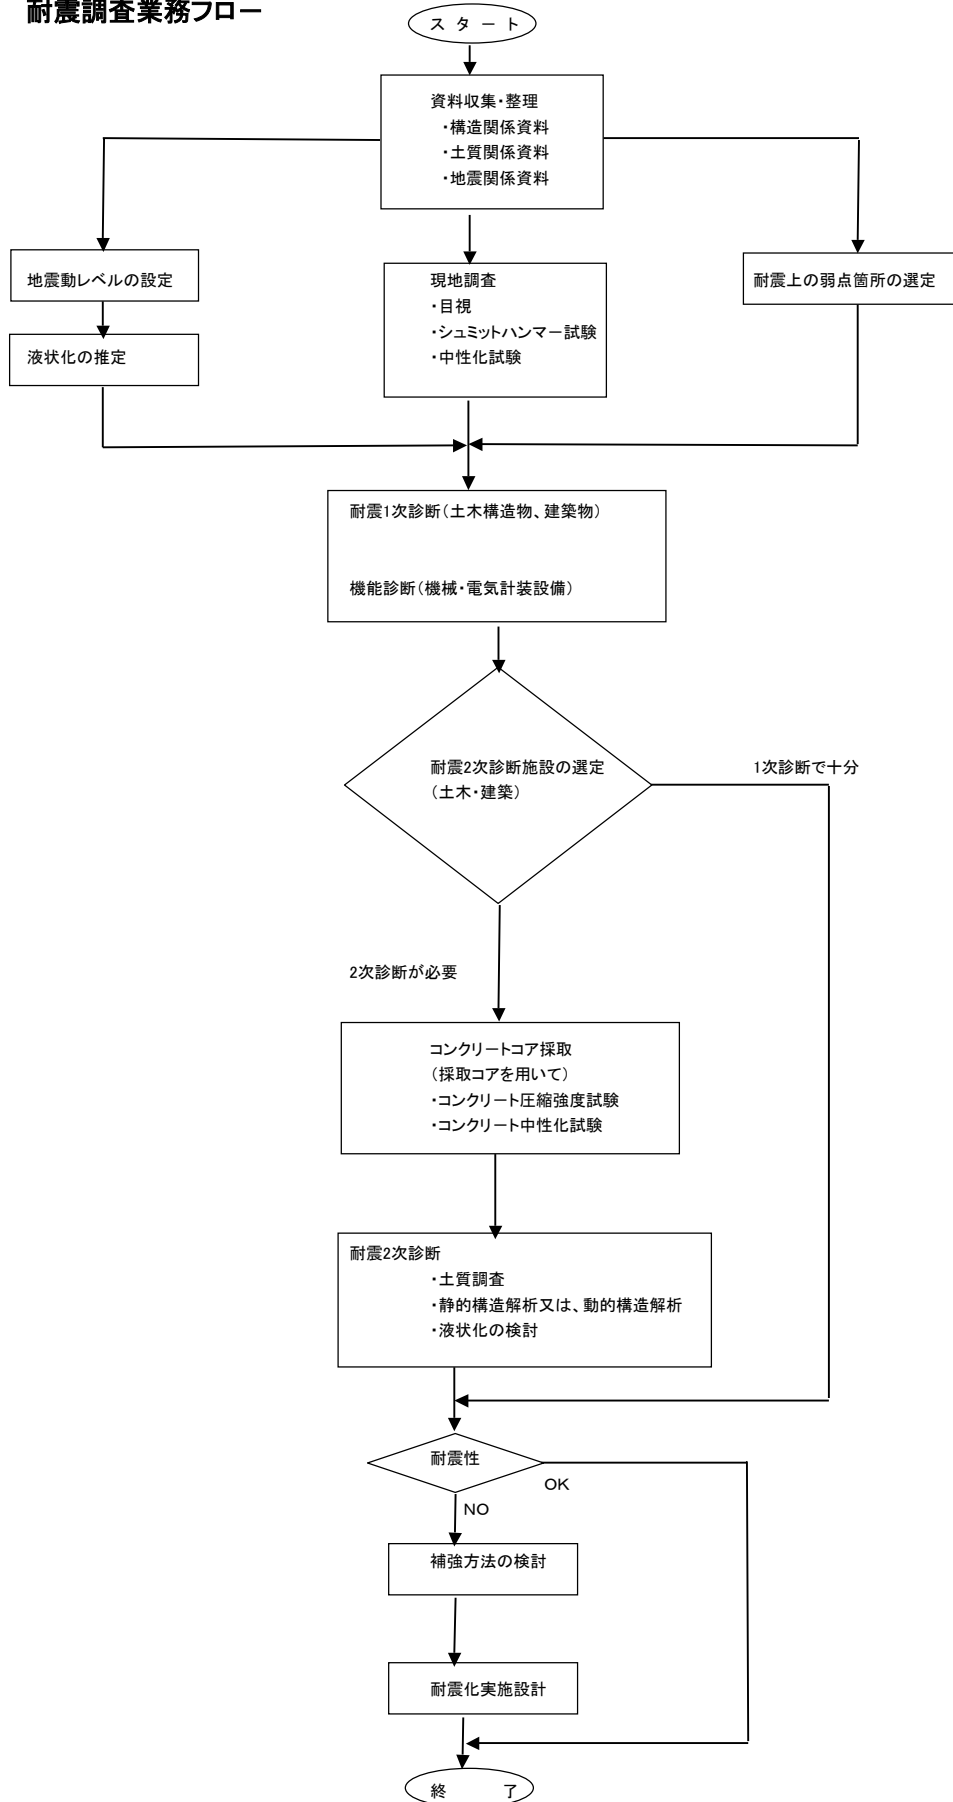 耐震調査業務フロー
スタート
資料収集・整理
・構造関係資料
・土質関係資料
・地震関係資料
地震動レベルの設定
液状化の推定
現地調査
・目視
・シュミットハンマー試験
・中性化試験
耐震上の弱点箇所の選定
耐震1次診断(土木構造物、建築物)
機能診断(機械・電気計装設備)
耐震2次診断施設の選定
(土木・建築)
1次診断で十分
2次診断が必要
コンクリートコア採取
(採取コアを用いて)
・コンクリート圧縮強度試験
・コンクリート中性化試験
耐震2次診断
・土質調査
・静的構造解析又は、動的構造解析
・液状化の検討
耐震性
OK
NO
補強方法の検討
耐震化実施設計
終　了